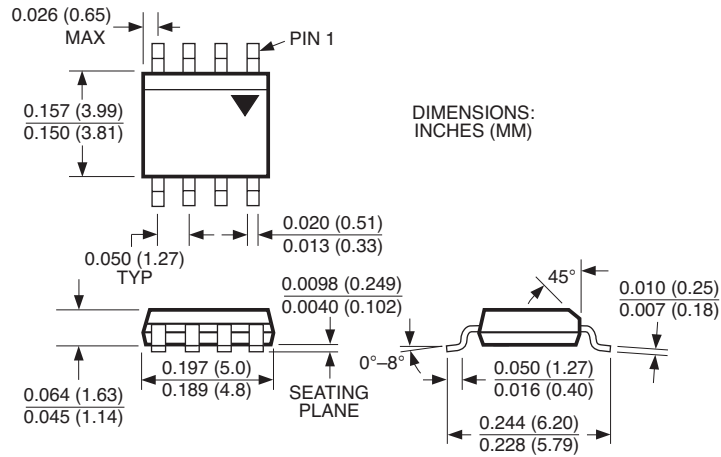 0.026 (0.65)
MAX
PIN 1
0.157 (3.99)
0.150 (3.81)
DIMENSIONS:
INCHES (MM)
0.050 (1.27)
TYP
0.020 (0.51)
0.013 (0.33)
0.0098 (0.249)
0.0040 (0.102)
45°
0.010 (0.25)
0.007 (0.18)
0°–8°
0.064 (1.63)
0.045 (1.14)
0.197 (5.0)
0.189 (4.8)
SEATING
PLANE
0.050 (1.27)
0.016 (0.40)
0.244 (6.20)
0.228 (5.79)